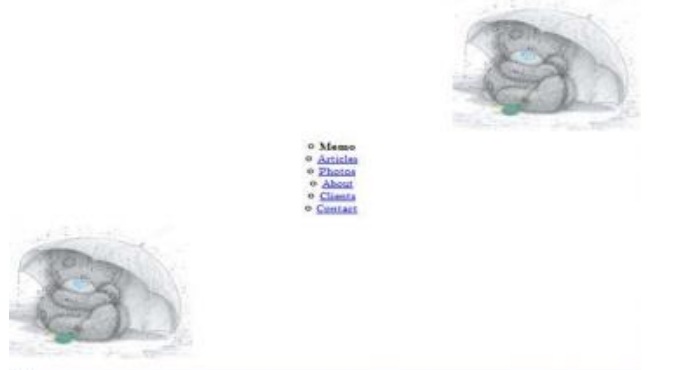 Memo
Articles
Photos
About
Clients
Contact